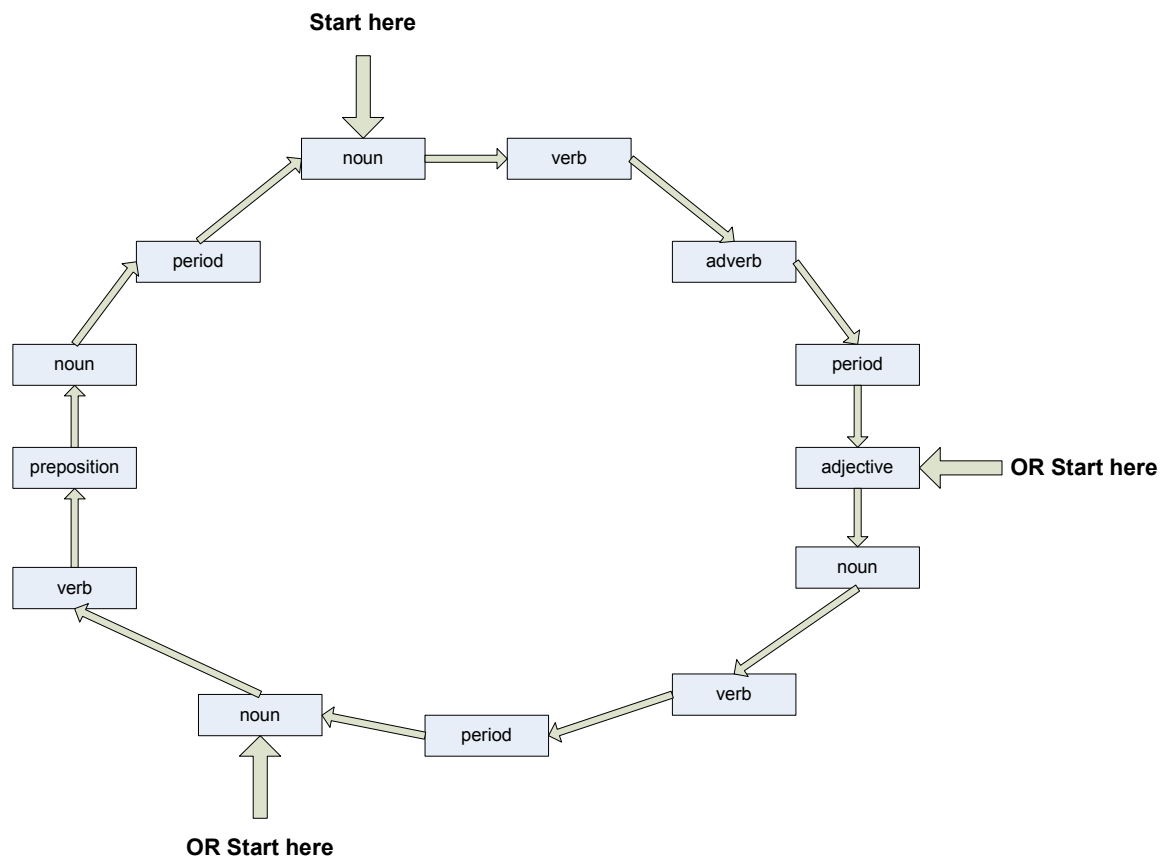 Start here
noun
verb
adverb
period
adjective
OR Start here
noun
verb
period
noun
OR Start here
verb
preposition
noun
period